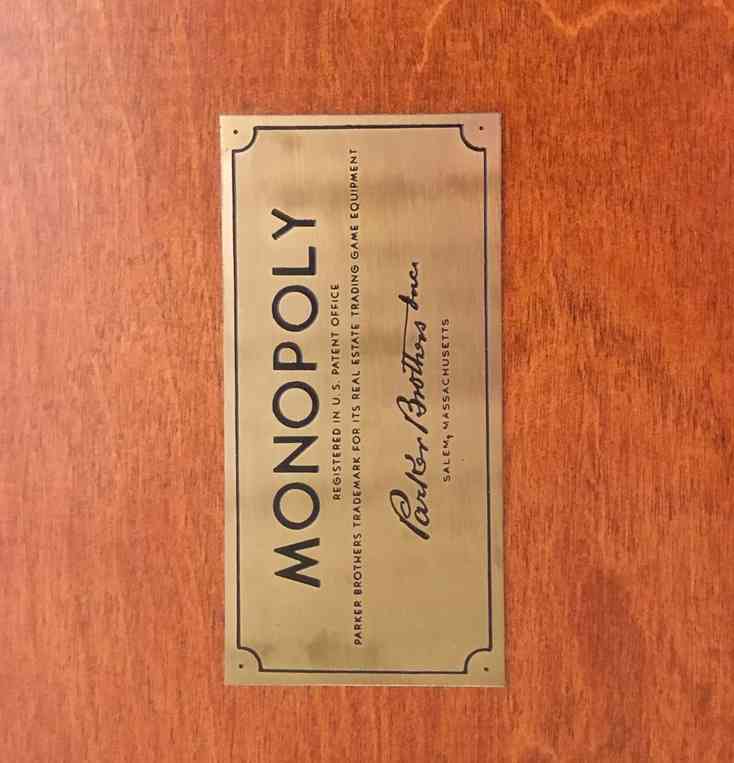 MONOPOLY
REGISTERED IN U. S. PATENT OFFICE
PARKER BROTHERS TRADEMARK FOR ITS REAL ESTATE TRADING GAME EQUIPMENT
Parker Brothers Inc.
SALEM, MASSACHUSETTS